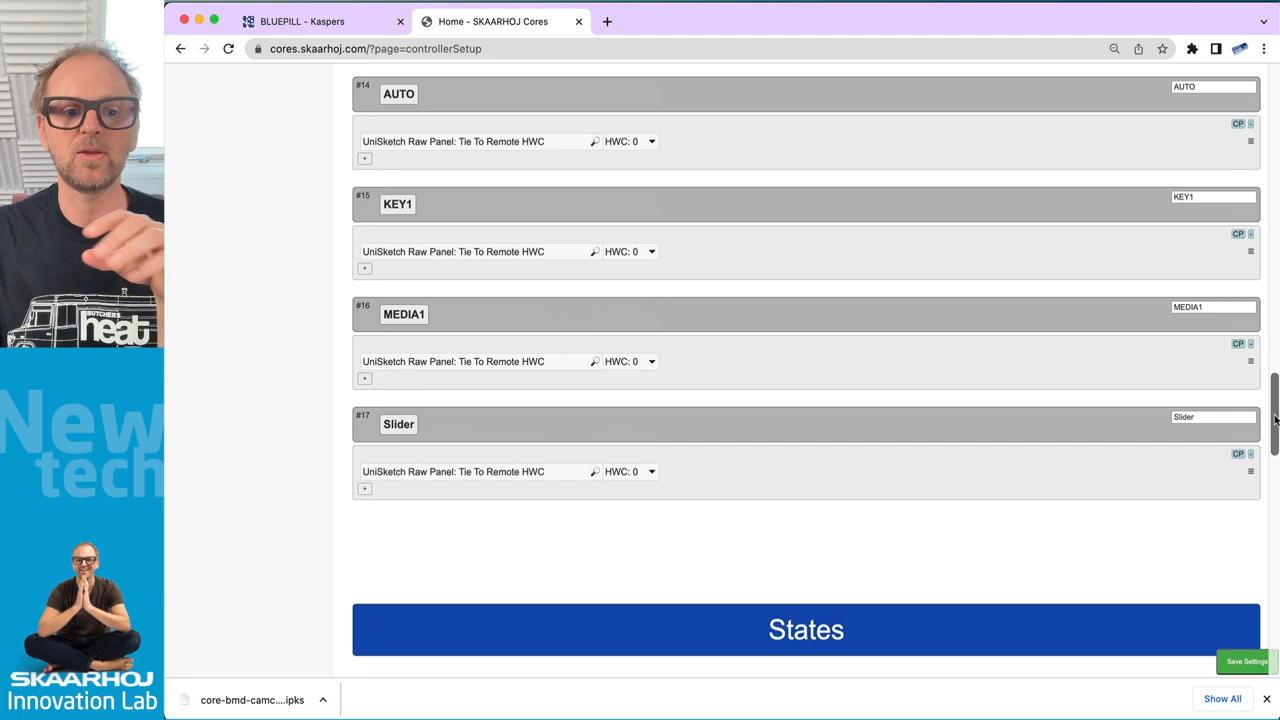 BLUEPILL - Kaspers
Home - SKAARHOJ Cores
cores.skaarhoj.com/?page=controllerSetup
#14
AUTO
AUTO
CP
UniSketch Raw Panel: Tie To Remote HWC
HWC: 0
+
#15
KEY1
KEY1
CP
UniSketch Raw Panel: Tie To Remote HWC
HWC: 0
+
#16
MEDIA1
MEDIA1
CP
UniSketch Raw Panel: Tie To Remote HWC
HWC: 0
+
#17
Slider
Slider
CP
UniSketch Raw Panel: Tie To Remote HWC
HWC: 0
+
States
Save Settings
core-bmd-camc....ipks
Show All
BUTCHERS
heat
New
tech
SKAARHOJ
Innovation Lab